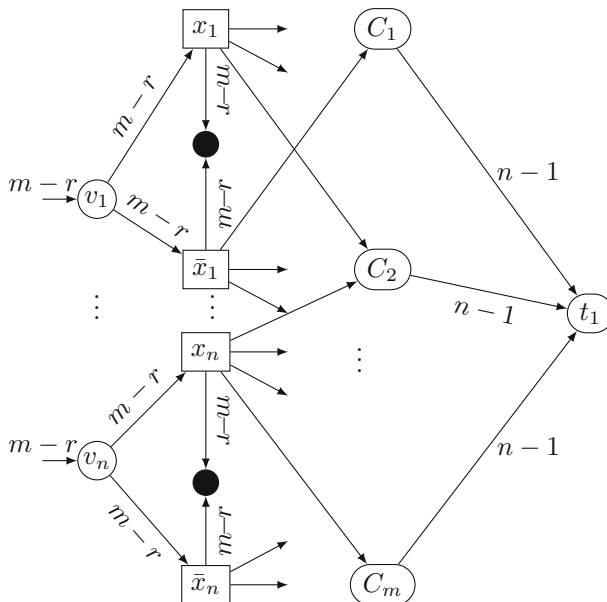 x₁
C₁
m − r
m−r
m − r
v₁
m − r
m−r
n − 1
x̄₁
C₂
n − 1
t₁
⋮
⋮
xₙ
⋮
m − r
m−r
m − r
vₙ
n − 1
m − r
m−r
x̄ₙ
Cₘ